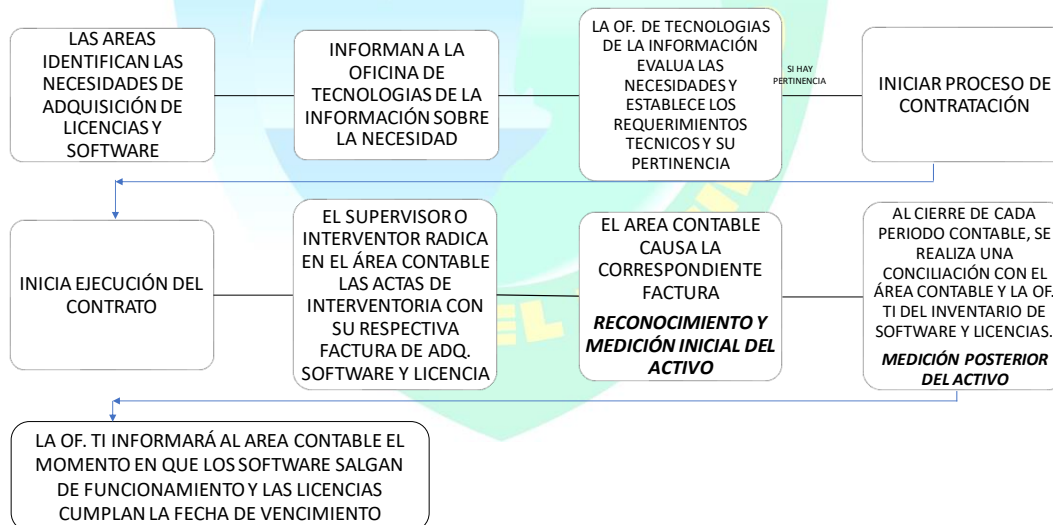 LAS AREAS
IDENTIFICAN LAS
NECESIDADES DE
ADQUISICIÓN DE
LICENCIAS Y
SOFTWARE
INFORMAN A LA
OFICINA DE
TECNOLOGIAS DE LA
INFORMACIÓN SOBRE
LA NECESIDAD
LA OF. DE TECNOLOGIAS
DE LA INFORMACIÓN
EVALUA LAS
NECESIDADES Y
ESTABLECE LOS
REQUERIMIENTOS
TECNICOS Y SU
PERTINENCIA
SI HAY
PERTINENCIA
INICIAR PROCESO DE
CONTRATACIÓN
INICIA EJECUCIÓN DEL
CONTRATO
EL SUPERVISOR O
INTERVENTOR RADICA
EN EL ÁREA CONTABLE
LAS ACTAS DE
INTERVENTORIA CON
SU RESPECTIVA
FACTURA DE ADQ.
SOFTWARE Y LICENCIA
EL AREA CONTABLE
CAUSA LA
CORRESPONDIENTE
FACTURA
RECONOCIMIENTO Y
MEDICIÓN INICIAL DEL
ACTIVO
AL CIERRE DE CADA
PERIODO CONTABLE, SE
REALIZA UNA
CONCILIACIÓN CON EL
ÁREA CONTABLE Y LA OF.
TI DEL INVENTARIO DE
SOFTWARE Y LICENCIAS.
MEDICIÓN POSTERIOR
DEL ACTIVO
LA OF. TI INFORMARÁ AL AREA CONTABLE EL
MOMENTO EN QUE LOS SOFTWARE SALGAN
DE FUNCIONAMIENTO Y LAS LICENCIAS
CUMPLAN LA FECHA DE VENCIMIENTO